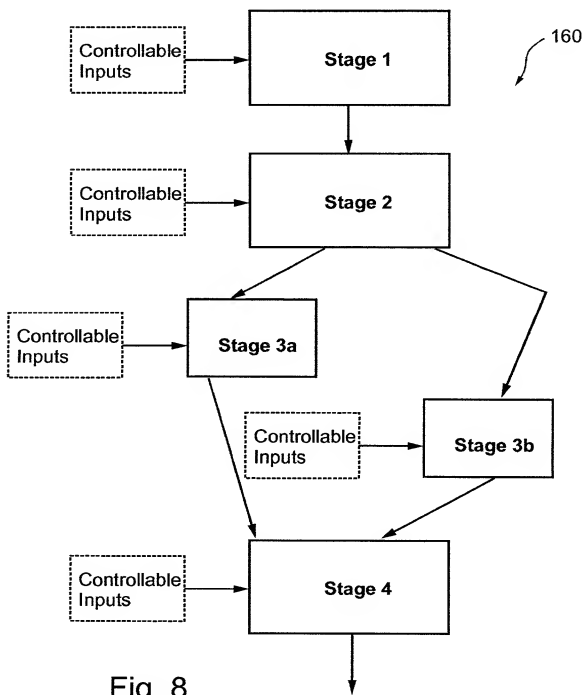 Controllable
Inputs
Stage 1
160
Controllable
Inputs
Stage 2
Controllable
Inputs
Stage 3a
Controllable
Inputs
Stage 3b
Controllable
Inputs
Stage 4
Fig. 8